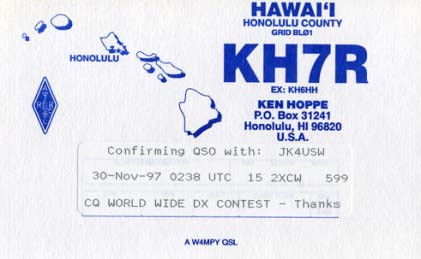 HAWAI'I
HONOLULU COUNTY
GRID BLØ1
HONOLULU
KH7R
EX: KH6HH
ARRL
KEN HOPPE
P.O. Box 31241
Honolulu, HI 96820
U.S.A.
Confirming QSO with: JK4USW
30-Nov-97 0238 UTC 15 2XCW 599
CQ WORLD WIDE DX CONTEST - Thanks
A W4MPY QSL